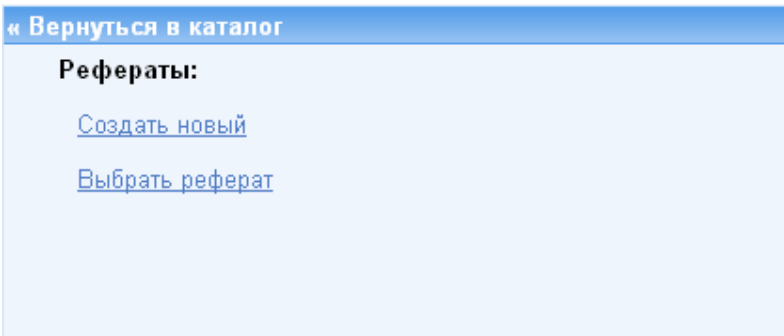 « Вернуться в каталог
Рефераты:
Создать новый
Выбрать реферат